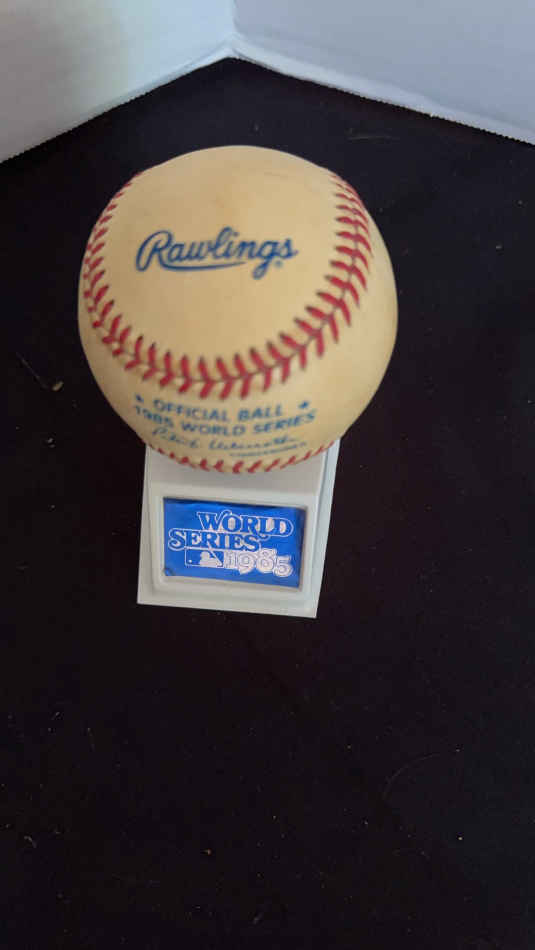 Rawlings
OFFICIAL BALL
1985 WORLD SERIES
WORLD
SERIES
1985